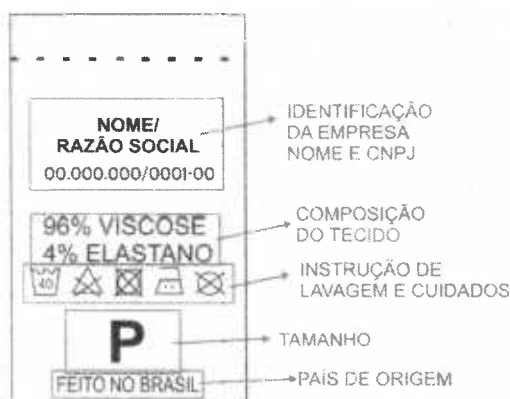 NOME/
RAZÃO SOCIAL
00.000.000/0001-00
IDENTIFICAÇÃO
DA EMPRESA
NOME E CNPJ
96% VISCOSE
4% ELASTANO
COMPOSIÇÃO
DO TECIDO
40
INSTRUÇÃO DE
LAVAGEM E CUIDADOS
P
TAMANHO
FEITO NO BRASIL
PAÍS DE ORIGEM